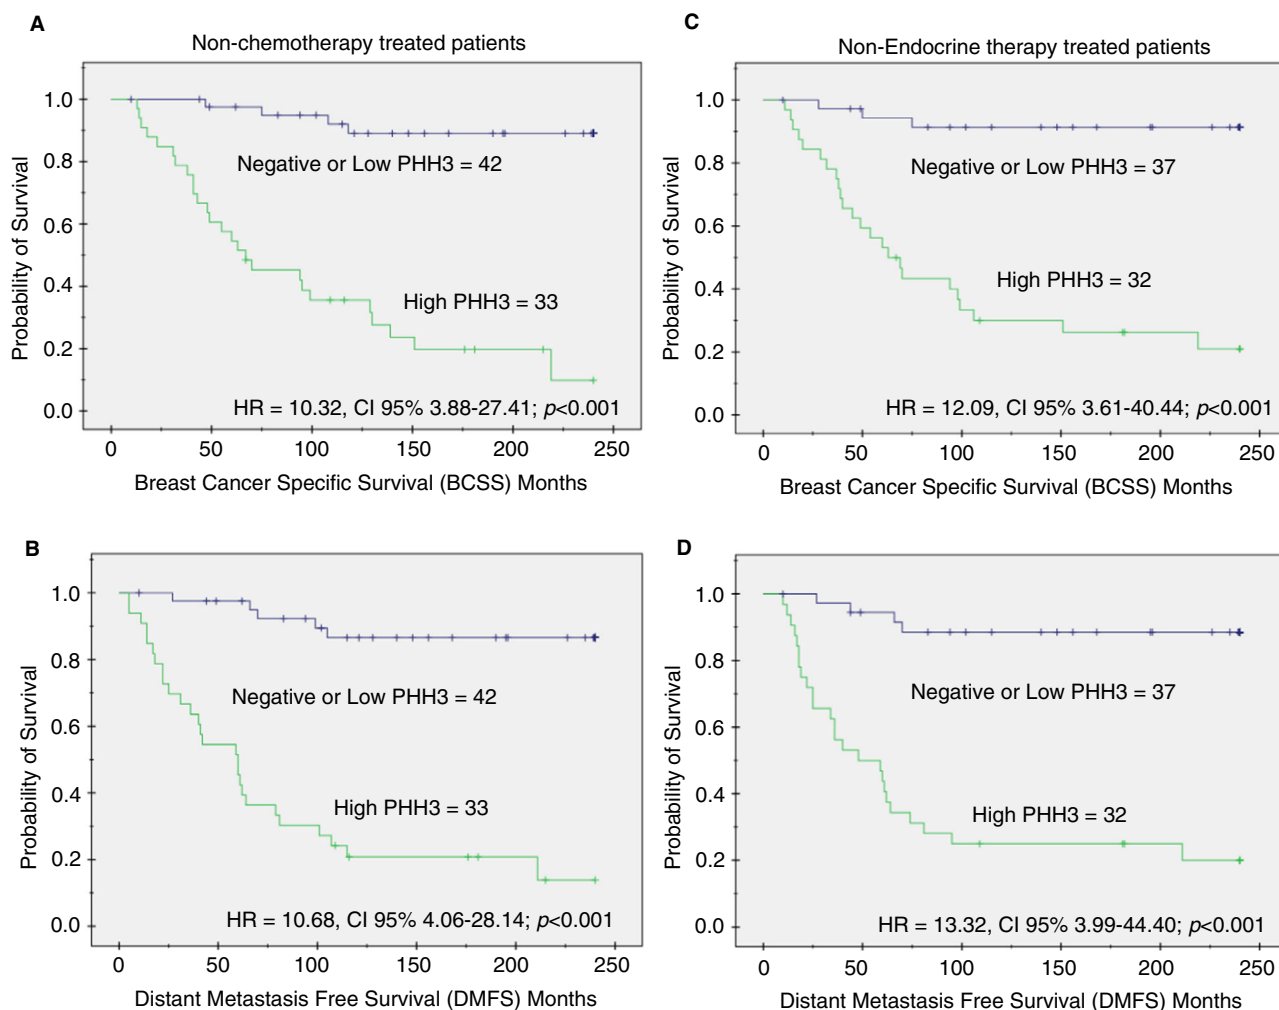 A
Non-chemotherapy treated patients
Probability of Survival
1.0
0.8
0.6
0.4
0.2
0.0
Negative or Low PHH3 = 42
High PHH3 = 33
HR = 10.32, CI 95% 3.88-27.41; p<0.001
0 50 100 150 200 250
Breast Cancer Specific Survival (BCSS) Months
C
Non-Endocrine therapy treated patients
Probability of Survival
1.0
0.8
0.6
0.4
0.2
0.0
Negative or Low PHH3 = 37
High PHH3 = 32
HR = 12.09, CI 95% 3.61-40.44; p<0.001
0 50 100 150 200 250
Breast Cancer Specific Survival (BCSS) Months
B
Probability of Survival
1.0
0.8
0.6
0.4
0.2
0.0
Negative or Low PHH3 = 42
High PHH3 = 33
HR = 10.68, CI 95% 4.06-28.14; p<0.001
0 50 100 150 200 250
Distant Metastasis Free Survival (DMFS) Months
D
Probability of Survival
1.0
0.8
0.6
0.4
0.2
0.0
Negative or Low PHH3 = 37
High PHH3 = 32
HR = 13.32, CI 95% 3.99-44.40; p<0.001
0 50 100 150 200 250
Distant Metastasis Free Survival (DMFS) Months